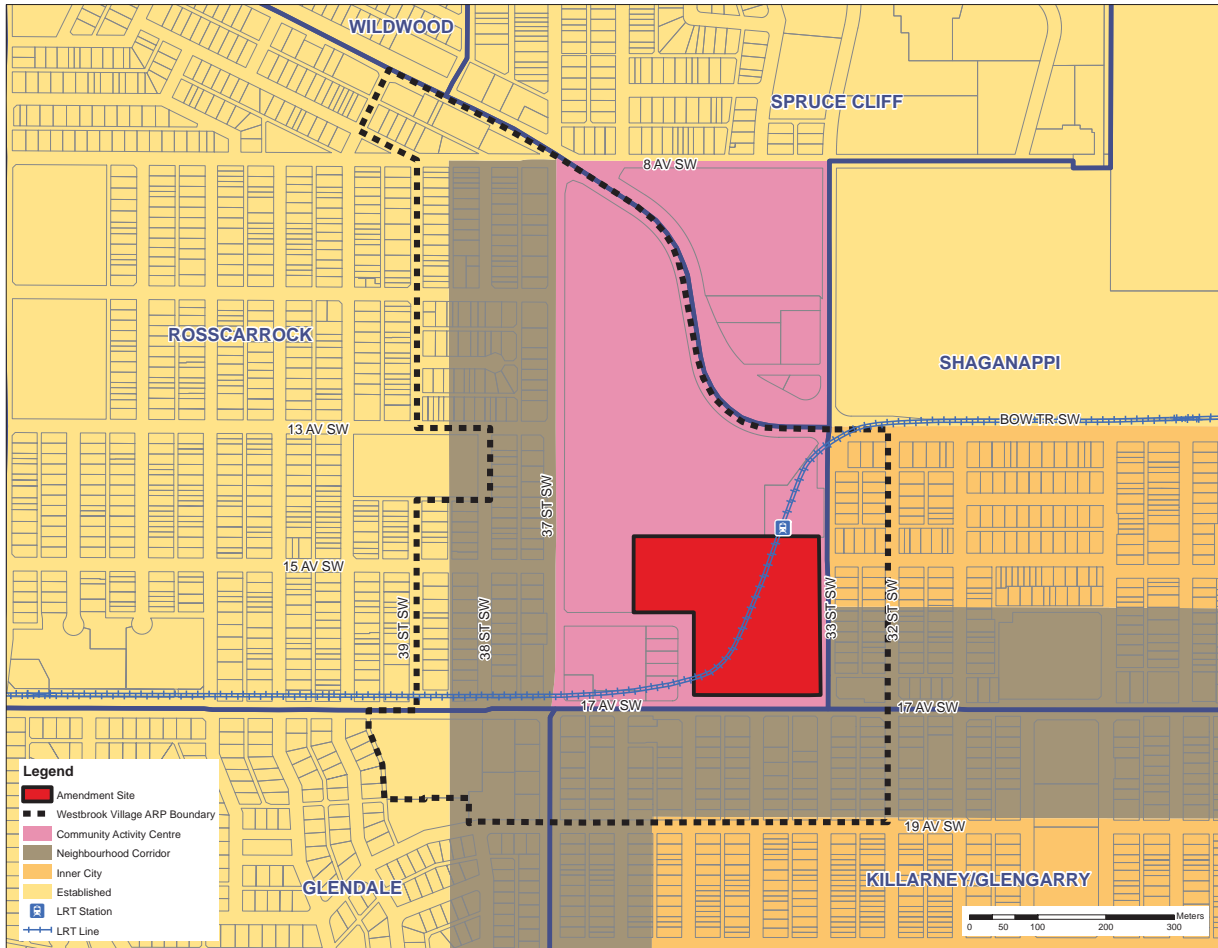 WILDWOOD
SPRUCE CLIFF
8 AV SW
ROSSCARROCK
SHAGANAPPI
BOW TR SW
13 AV SW
37 ST SW
15 AV SW
39 ST SW
38 ST SW
33 ST SW
32 ST SW
17 AV SW
17 AV SW
19 AV SW
GLENDALE
KILLARNEY/GLENGARRY
Legend
Amendment Site
Westbrook Village ARP Boundary
Community Activity Centre
Neighbourhood Corridor
Inner City
Established
LRT Station
LRT Line
Meters
0 50 100 200 300